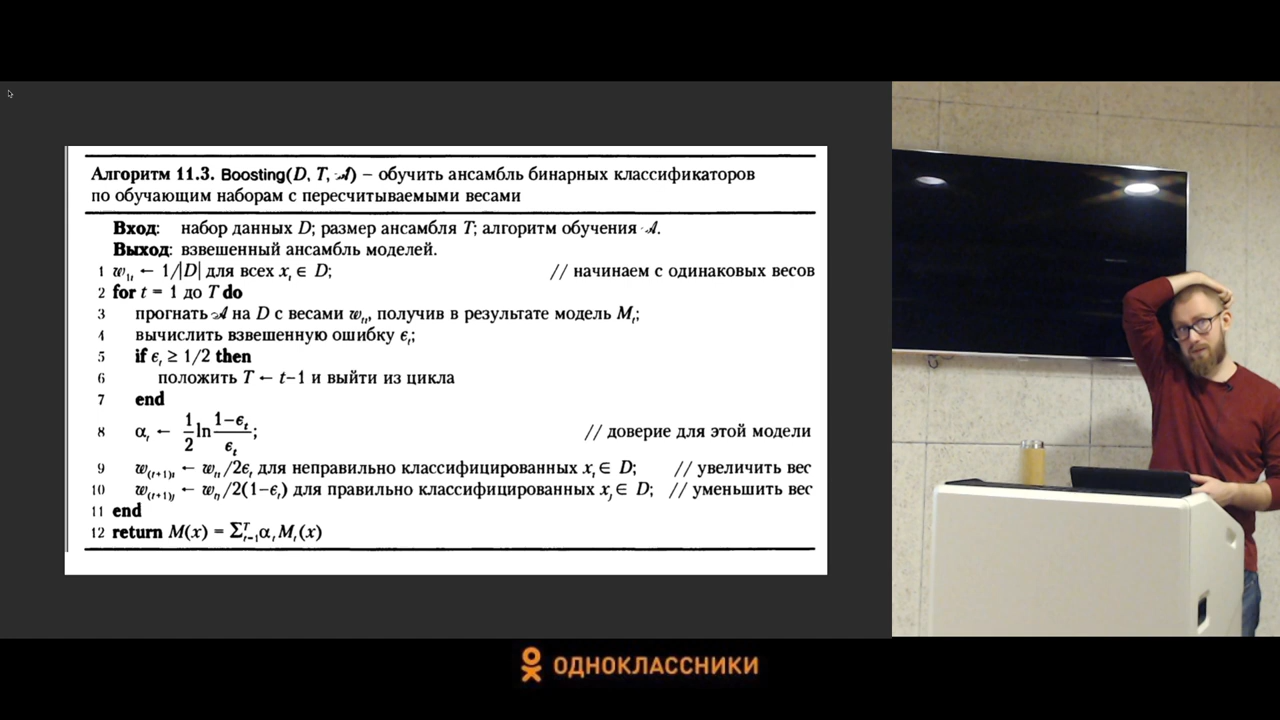 Алгоритм 11.3. Boosting(D, T, 𝒜) – обучить ансамбль бинарных классификаторов
по обучающим наборам с пересчитываемыми весами
Вход: набор данных D; размер ансамбля T; алгоритм обучения 𝒜.
Выход: взвешенный ансамбль моделей.
1 w₁ᵢ ← 1/|D| для всех xᵢ ∈ D; // начинаем с одинаковых весов
2 for t = 1 до T do
3 прогнать 𝒜 на D с весами wₜᵢ, получив в результате модель Mₜ;
4 вычислить взвешенную ошибку ϵₜ;
5 if ϵₜ ≥ 1/2 then
6 положить T ← t−1 и выйти из цикла
7 end
8 αₜ ← 1/2 ln (1−ϵₜ)/ϵₜ; // доверие для этой модели
9 w₍ₜ₊₁₎ᵢ ← wₜᵢ/2ϵₜ для неправильно классифицированных xᵢ ∈ D; // увеличить вес
10 w₍ₜ₊₁₎ⱼ ← wₜⱼ/2(1−ϵₜ) для правильно классифицированных xⱼ ∈ D; // уменьшить вес
11 end
12 return M(x) = Σᵀₜ₌₁αₜMₜ(x)
ОДНОКЛАССНИКИ